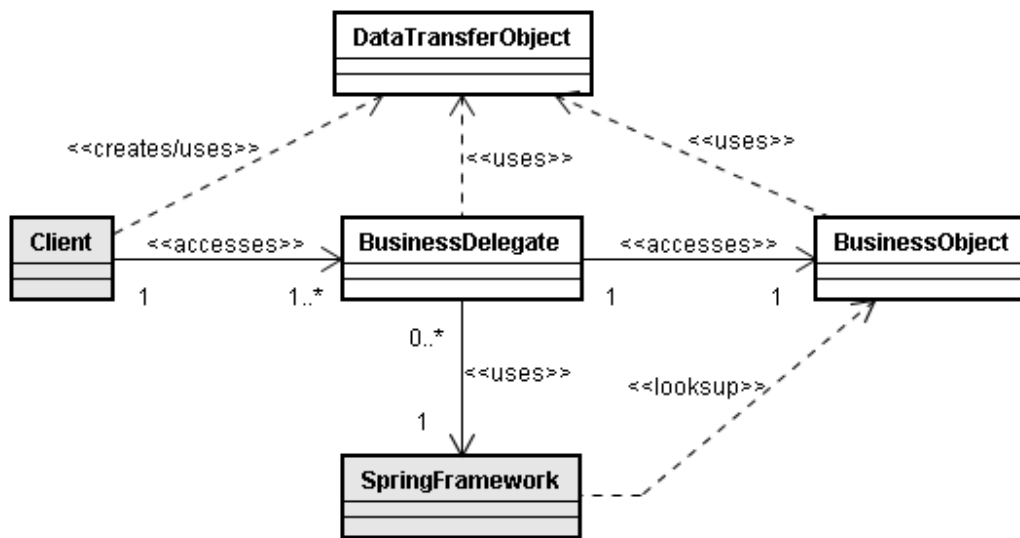 DataTransferObject
<<creates/uses>>
<<uses>>
<<uses>>
Client
<<accesses>>
BusinessDelegate
<<accesses>>
BusinessObject
1
1..*
1
1
0..*
<<uses>>
<<looksup>>
1
SpringFramework